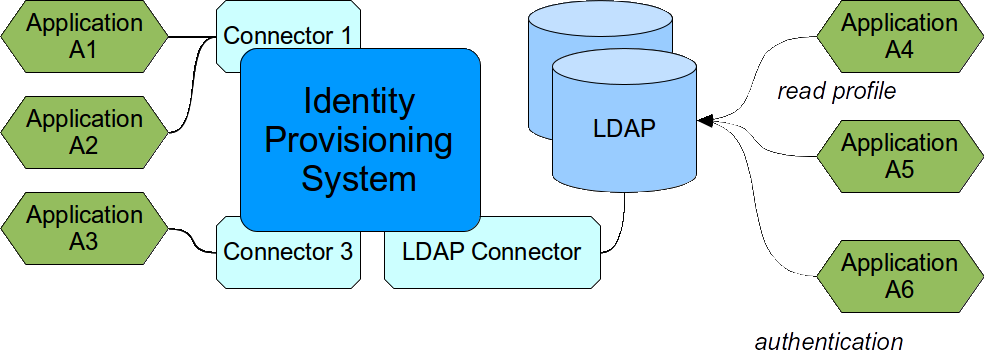 Application
A1
Connector 1
Application
A2
Application
A3
Connector 3
Identity
Provisioning
System
LDAP Connector
LDAP
read profile
Application
A4
Application
A5
Application
A6
authentication